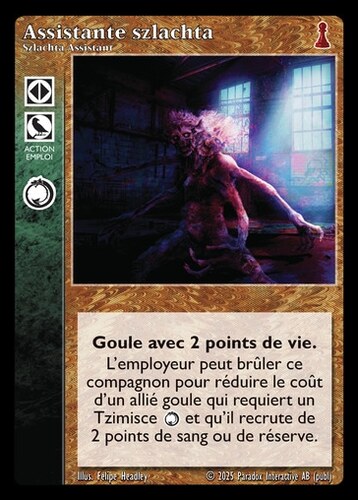 Assistante szlachta
Szlachta Assistant
ACTION
EMPLOI
Goule avec 2 points de vie.
L'employeur peut brûler ce
compagnon pour réduire le coût
d'un allié goule qui requiert un
Tzimisce et qu'il recrute de
2 points de sang ou de réserve.
Illus: Felipe Headley
© 2025 Paradox Interactive AB (publ)